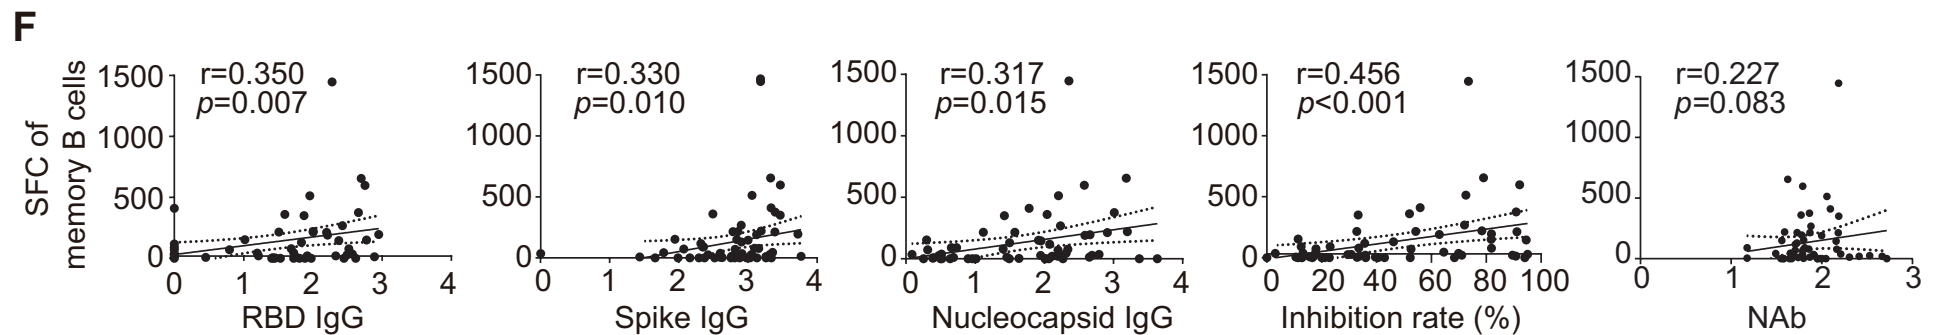 F
SFC of
memory B cells
1500
1000
500
0
r=0.350
p=0.007
0 1 2 3 4
RBD IgG
1500
1000
500
0
r=0.330
p=0.010
0 1 2 3 4
Spike IgG
1500
1000
500
0
r=0.317
p=0.015
0 1 2 3 4
Nucleocapsid IgG
1500
1000
500
0
r=0.456
p<0.001
0 20 40 60 80 100
Inhibition rate (%)
1500
1000
500
0
r=0.227
p=0.083
0 1 2 3
NAb